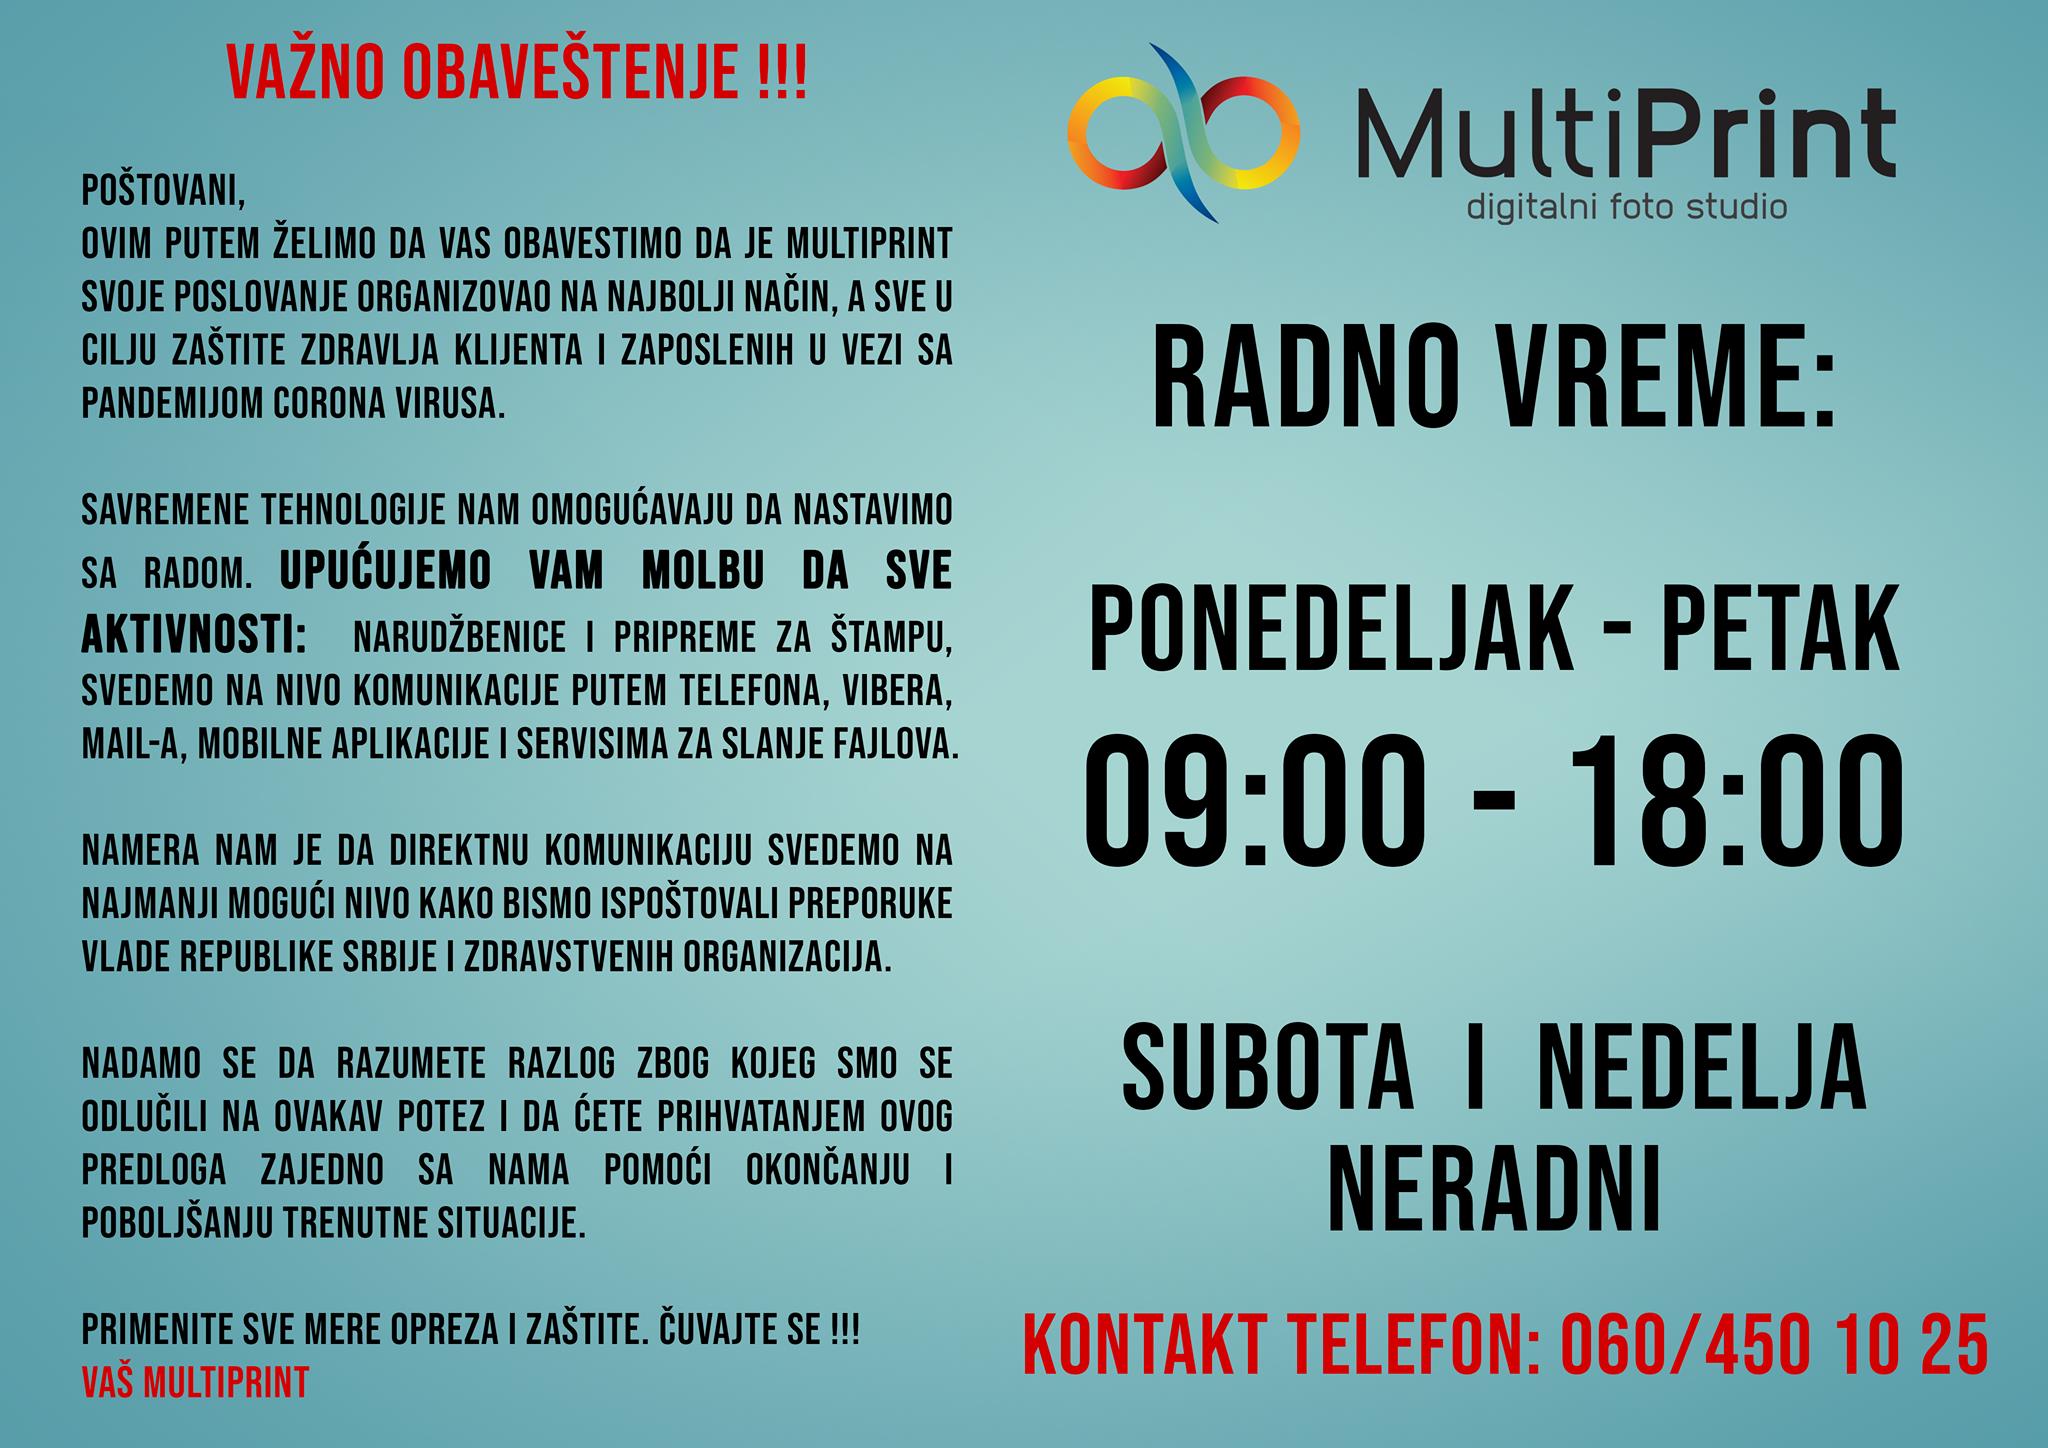 VAŽNO OBAVEŠTENJE !!!
POŠTOVANI,
OVIM PUTEM ŽELIMO DA VAS OBAVESTIMO DA JE MULTIPRINT
SVOJE POSLOVANJE ORGANIZOVAO NA NAJBOLJI NAČIN, A SVE U
CILJU ZAŠTITE ZDRAVLJA KLIJENTA I ZAPOSLENIH U VEZI SA
PANDEMIJOM CORONA VIRUSA.
SAVREMENE TEHNOLOGIJE NAM OMOGUĆAVAJU DA NASTAVIMO
SA RADOM. UPUĆUJEMO VAM MOLBU DA SVE
AKTIVNOSTI: NARUDŽBENICE I PRIPREME ZA ŠTAMPU,
SVEDEMO NA NIVO KOMUNIKACIJE PUTEM TELEFONA, VIBERA,
MAIL-A, MOBILNE APLIKACIJE I SERVISIMA ZA SLANJE FAJLOVA.
NAMERA NAM JE DA DIREKTNU KOMUNIKACIJU SVEDEMO NA
NAJMANJI MOGUĆI NIVO KAKO BISMO ISPOŠTOVALI PREPORUKE
VLADE REPUBLIKE SRBIJE I ZDRAVSTVENIH ORGANIZACIJA.
NADAMO SE DA RAZUMETE RAZLOG ZBOG KOJEG SMO SE
ODLUČILI NA OVAKAV POTEZ I DA ĆETE PRIHVATANJEM OVOG
PREDLOGA ZAJEDNO SA NAMA POMOĆI OKONČANJU I
POBOLJŠANJU TRENUTNE SITUACIJE.
PRIMENITE SVE MERE OPREZA I ZAŠTITE. ČUVAJTE SE !!!
VAŠ MULTIPRINT
MultiPrint
digitalni foto studio
RADNO VREME:
PONEDELJAK - PETAK
09:00 - 18:00
SUBOTA I NEDELJA
NERADNI
KONTAKT TELEFON: 060/450 10 25